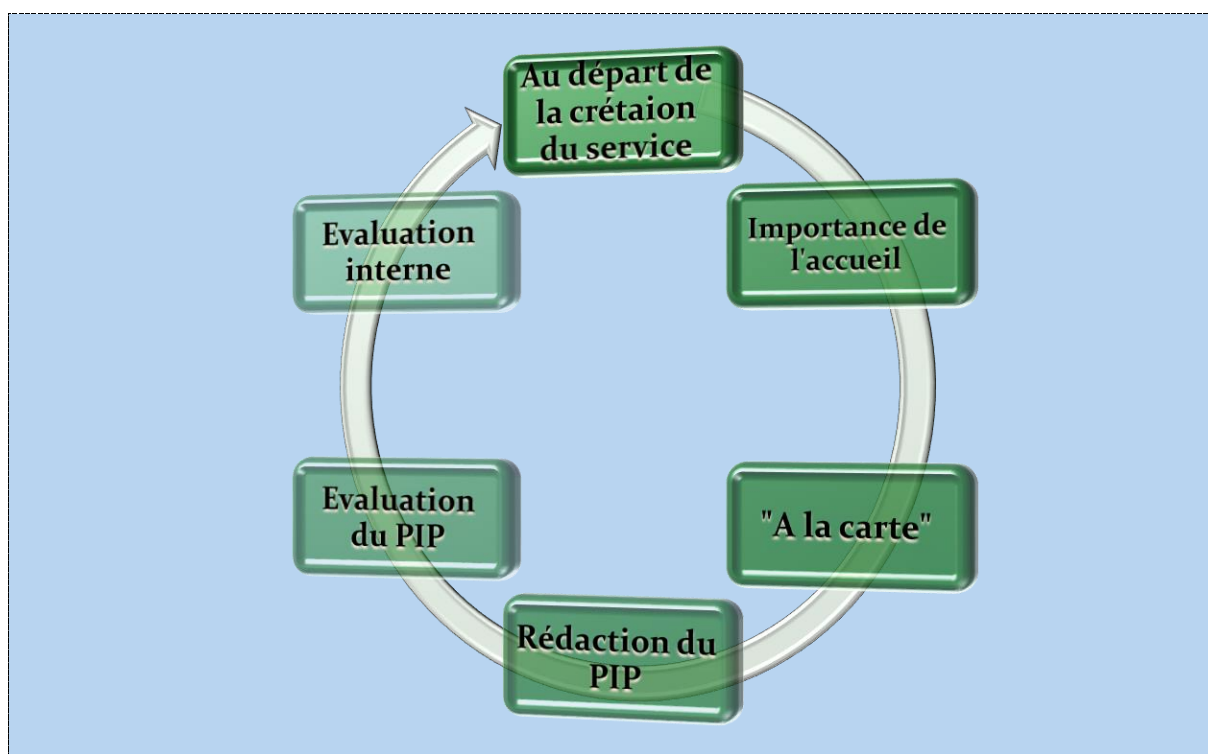 Au départ de
la crétaion
du service
Importance de
l'accueil
"A la carte"
Rédaction du
PIP
Evaluation
du PIP
Evaluation
interne